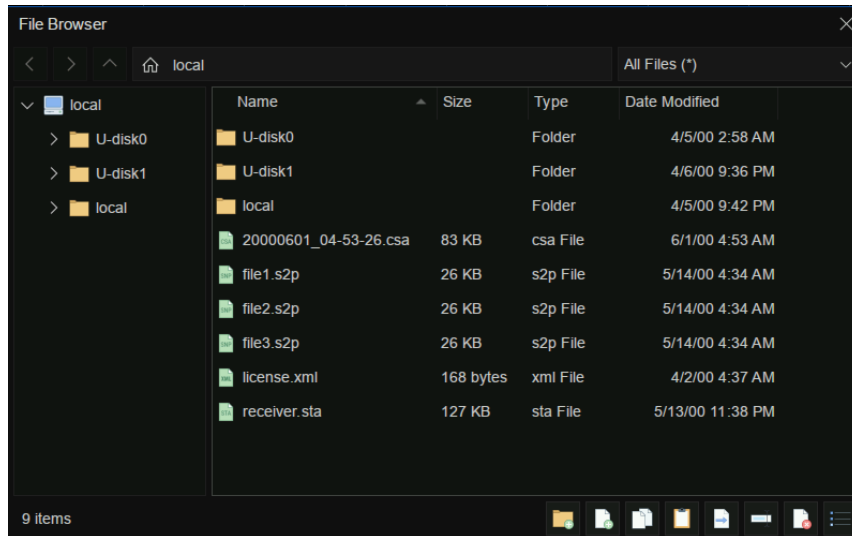 File Browser
local
All Files (*)
local
U-disk0
U-disk1
local
Name Size Type Date Modified
U-disk0 Folder 4/5/00 2:58 AM
U-disk1 Folder 4/6/00 9:36 PM
local Folder 4/5/00 9:42 PM
20000601_04-53-26.csa 83 KB csa File 6/1/00 4:53 AM
file1.s2p 26 KB s2p File 5/14/00 4:34 AM
file2.s2p 26 KB s2p File 5/14/00 4:34 AM
file3.s2p 26 KB s2p File 5/14/00 4:34 AM
license.xml 168 bytes xml File 4/2/00 4:37 AM
receiver.sta 127 KB sta File 5/13/00 11:38 PM
9 items